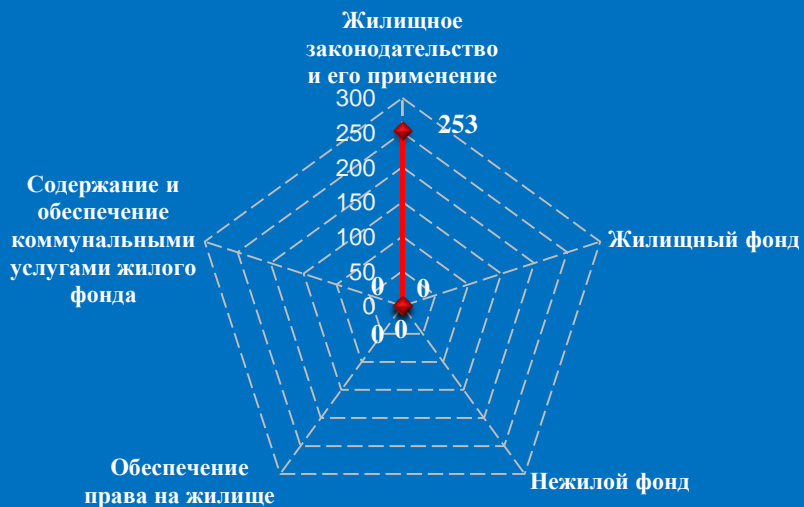 Жилищное
законодательство
и его применение
300
253
250
200
150
100
50
0
Жилищный фонд
Нежилой фонд
Обеспечение
права на жилище
Содержание и
обеспечение
коммунальными
услугами жилого
фонда
0
0
0
0